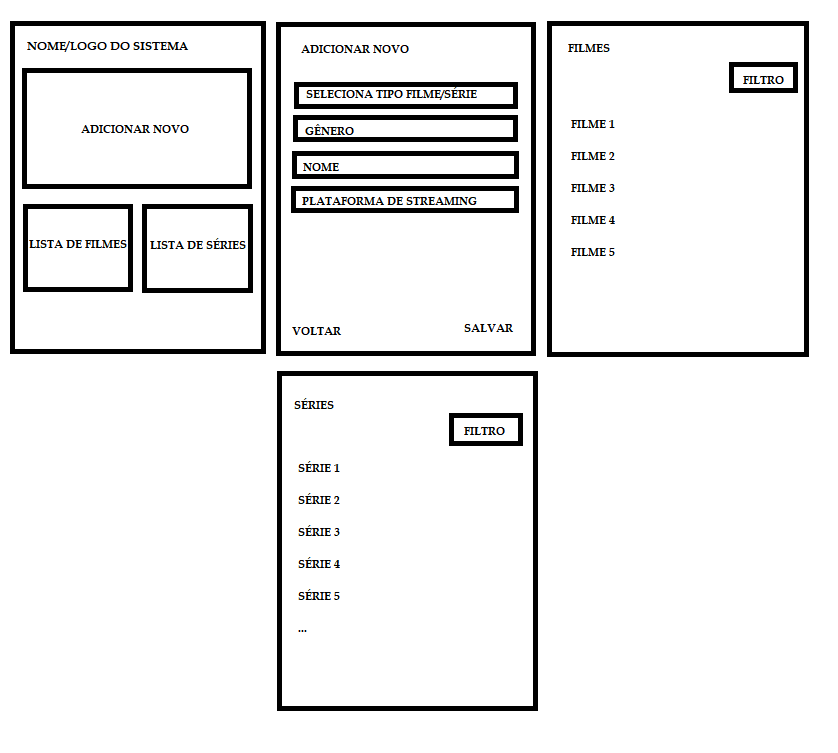 NOME/LOGO DO SISTEMA
ADICIONAR NOVO
LISTA DE FILMES
LISTA DE SÉRIES
ADICIONAR NOVO
SELECIONA TIPO FILME/SÉRIE
GÊNERO
NOME
PLATAFORMA DE STREAMING
VOLTAR
SALVAR
FILMES
FILTRO
FILME 1
FILME 2
FILME 3
FILME 4
FILME 5
SÉRIES
FILTRO
SÉRIE 1
SÉRIE 2
SÉRIE 3
SÉRIE 4
SÉRIE 5
...